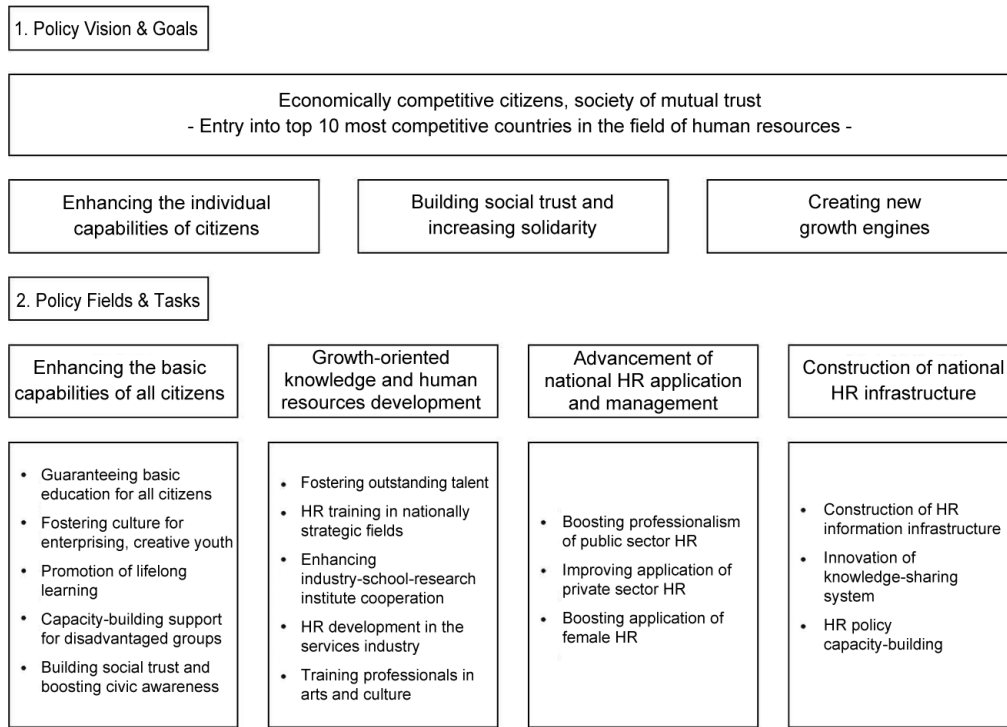 1. Policy Vision & Goals
Economically competitive citizens, society of mutual trust
- Entry into top 10 most competitive countries in the field of human resources -
Enhancing the individual
capabilities of citizens
Building social trust and
increasing solidarity
Creating new
growth engines
2. Policy Fields & Tasks
Enhancing the basic
capabilities of all citizens
Growth-oriented
knowledge and human
resources development
Advancement of
national HR application
and management
Construction of national
HR infrastructure
• Guaranteeing basic
education for all citizens
• Fostering culture for
enterprising, creative youth
• Promotion of lifelong
learning
• Capacity-building support
for disadvantaged groups
• Building social trust and
boosting civic awareness
• Fostering outstanding talent
• HR training in nationally
strategic fields
• Enhancing
industry-school-research
institute cooperation
• HR development in the
services industry
• Training professionals in
arts and culture
• Boosting professionalism
of public sector HR
• Improving application of
private sector HR
• Boosting application of
female HR
• Construction of HR
information infrastructure
• Innovation of
knowledge-sharing
system
• HR policy
capacity-building